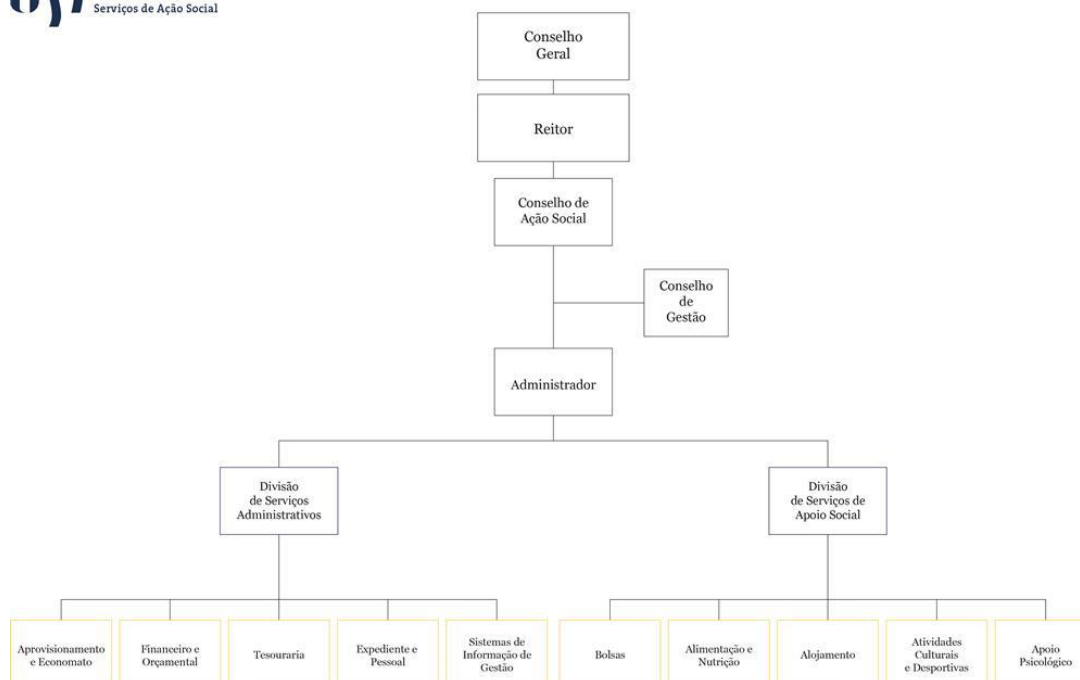 Serviços de Ação Social
Conselho
Geral
Reitor
Conselho de
Ação Social
Conselho
de
Gestão
Administrador
Divisão
de Serviços
Administrativos
Divisão
de Serviços de
Apoio Social
Aprovisionamento
e Economato
Financeiro e
Orçamental
Tesouraria
Expediente e
Pessoal
Sistemas de
Informação de
Gestão
Bolsas
Alimentação e
Nutrição
Alojamento
Atividades
Culturais
e Desportivas
Apoio
Psicológico